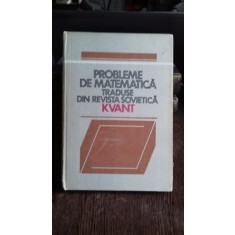 PROBLEME
DE MATEMATICĂ
TRADUSE
DIN REVISTA SOVIETICĂ
KVANT